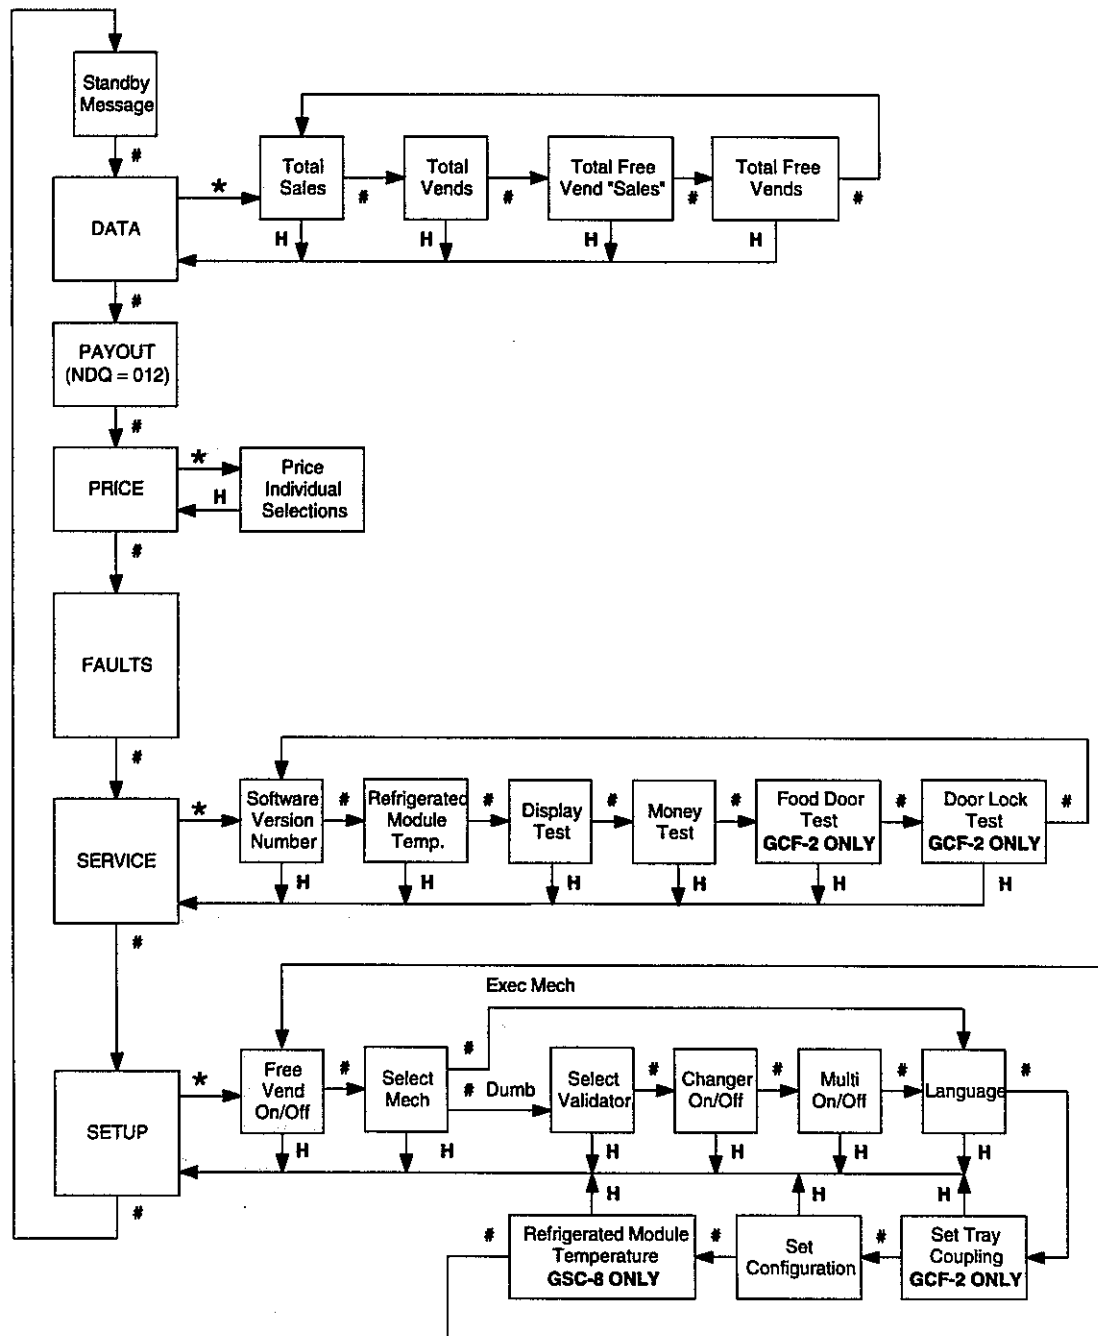 Standby
Message
#
DATA
*
Total
Sales
#
Total
Vends
#
Total Free
Vend "Sales"
#
Total Free
Vends
#
H
H
H
H
#
PAYOUT
(NDQ = 012)
#
PRICE
*
H
Price
Individual
Selections
#
FAULTS
#
SERVICE
*
Software
Version
Number
#
Refrigerated
Module
Temp.
#
Display
Test
#
Money
Test
#
Food Door
Test
GCF-2 ONLY
#
Door Lock
Test
GCF-2 ONLY
#
H
H
H
H
H
H
#
SETUP
*
Free
Vend
On/Off
#
Select
Mech
#
Exec Mech
# Dumb
Select
Validator
#
Changer
On/Off
#
Multi
On/Off
#
Language
#
H
H
H
H
H
H
H
H
H
#
#
Refrigerated Module
Temperature
GSC-8 ONLY
#
Set
Configuration
#
Set Tray
Coupling
GCF-2 ONLY